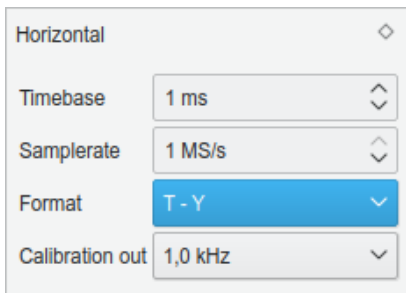 Horizontal
Timebase 1 ms
Samplerate 1 MS/s
Format T - Y
Calibration out 1,0 kHz